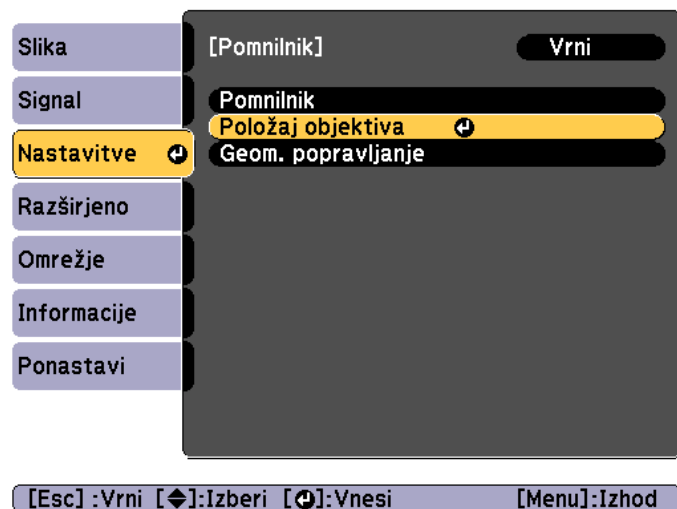 Slika
Signal
Nastavitve
Razširjeno
Omrežje
Informacije
Ponastavi
[Pomnilnik]
Vrni
Pomnilnik
Položaj objektiva
Geom. popravljanje
[Esc] :Vrni [◆]:Izberi [↵]:Vnesi [Menu]:Izhod